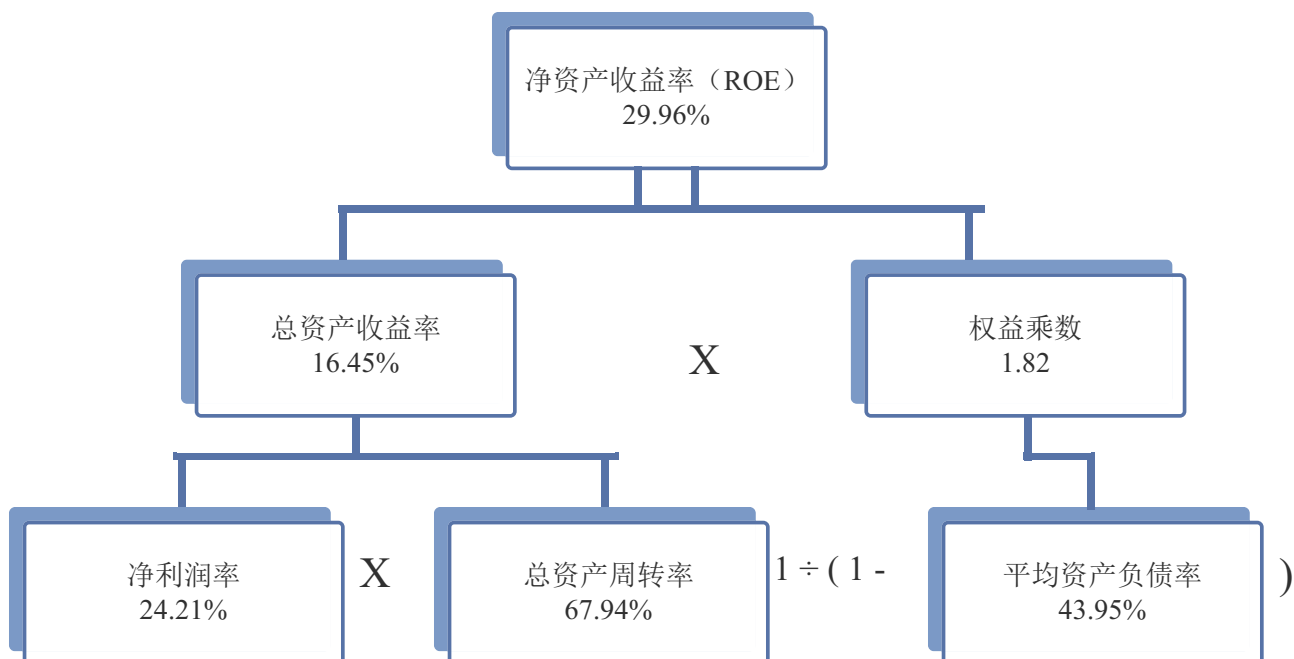 净资产收益率（ROE）
29.96%
总资产收益率
16.45%
X
权益乘数
1.82
净利润率
24.21%
X
总资产周转率
67.94%
1 ÷ ( 1 -
平均资产负债率
43.95%
)